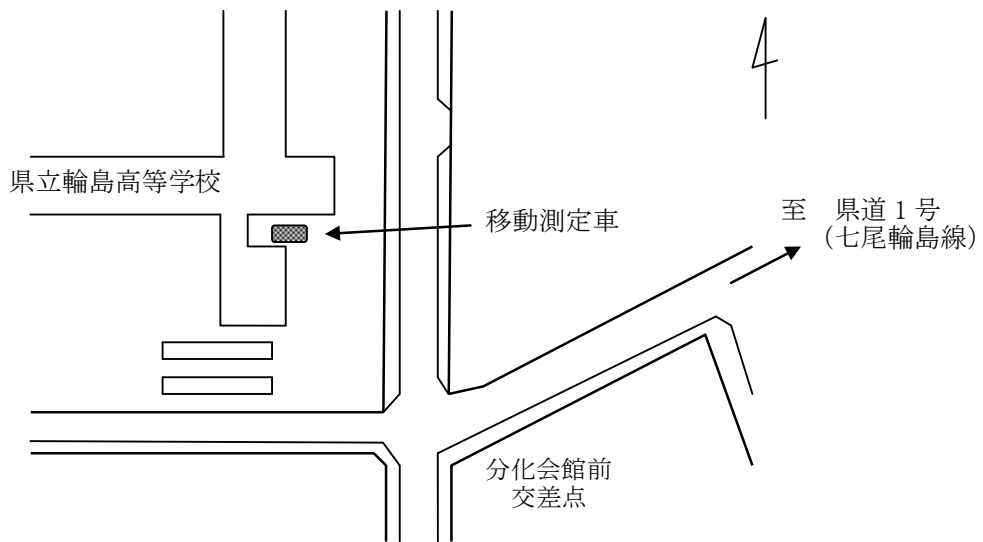 県立輪島高等学校
移動測定車
至　県道１号
（七尾輪島線）
分化会館前
交差点